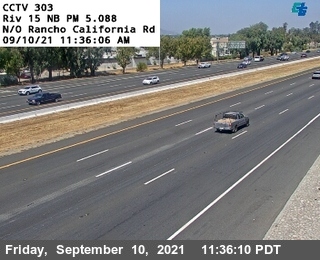 CCTV 303
Riv 15 NB PM 5.088
N/O Rancho California Rd
09/10/21 11:36:06 AM
Friday, September 10, 2021 11:36:10 PDT